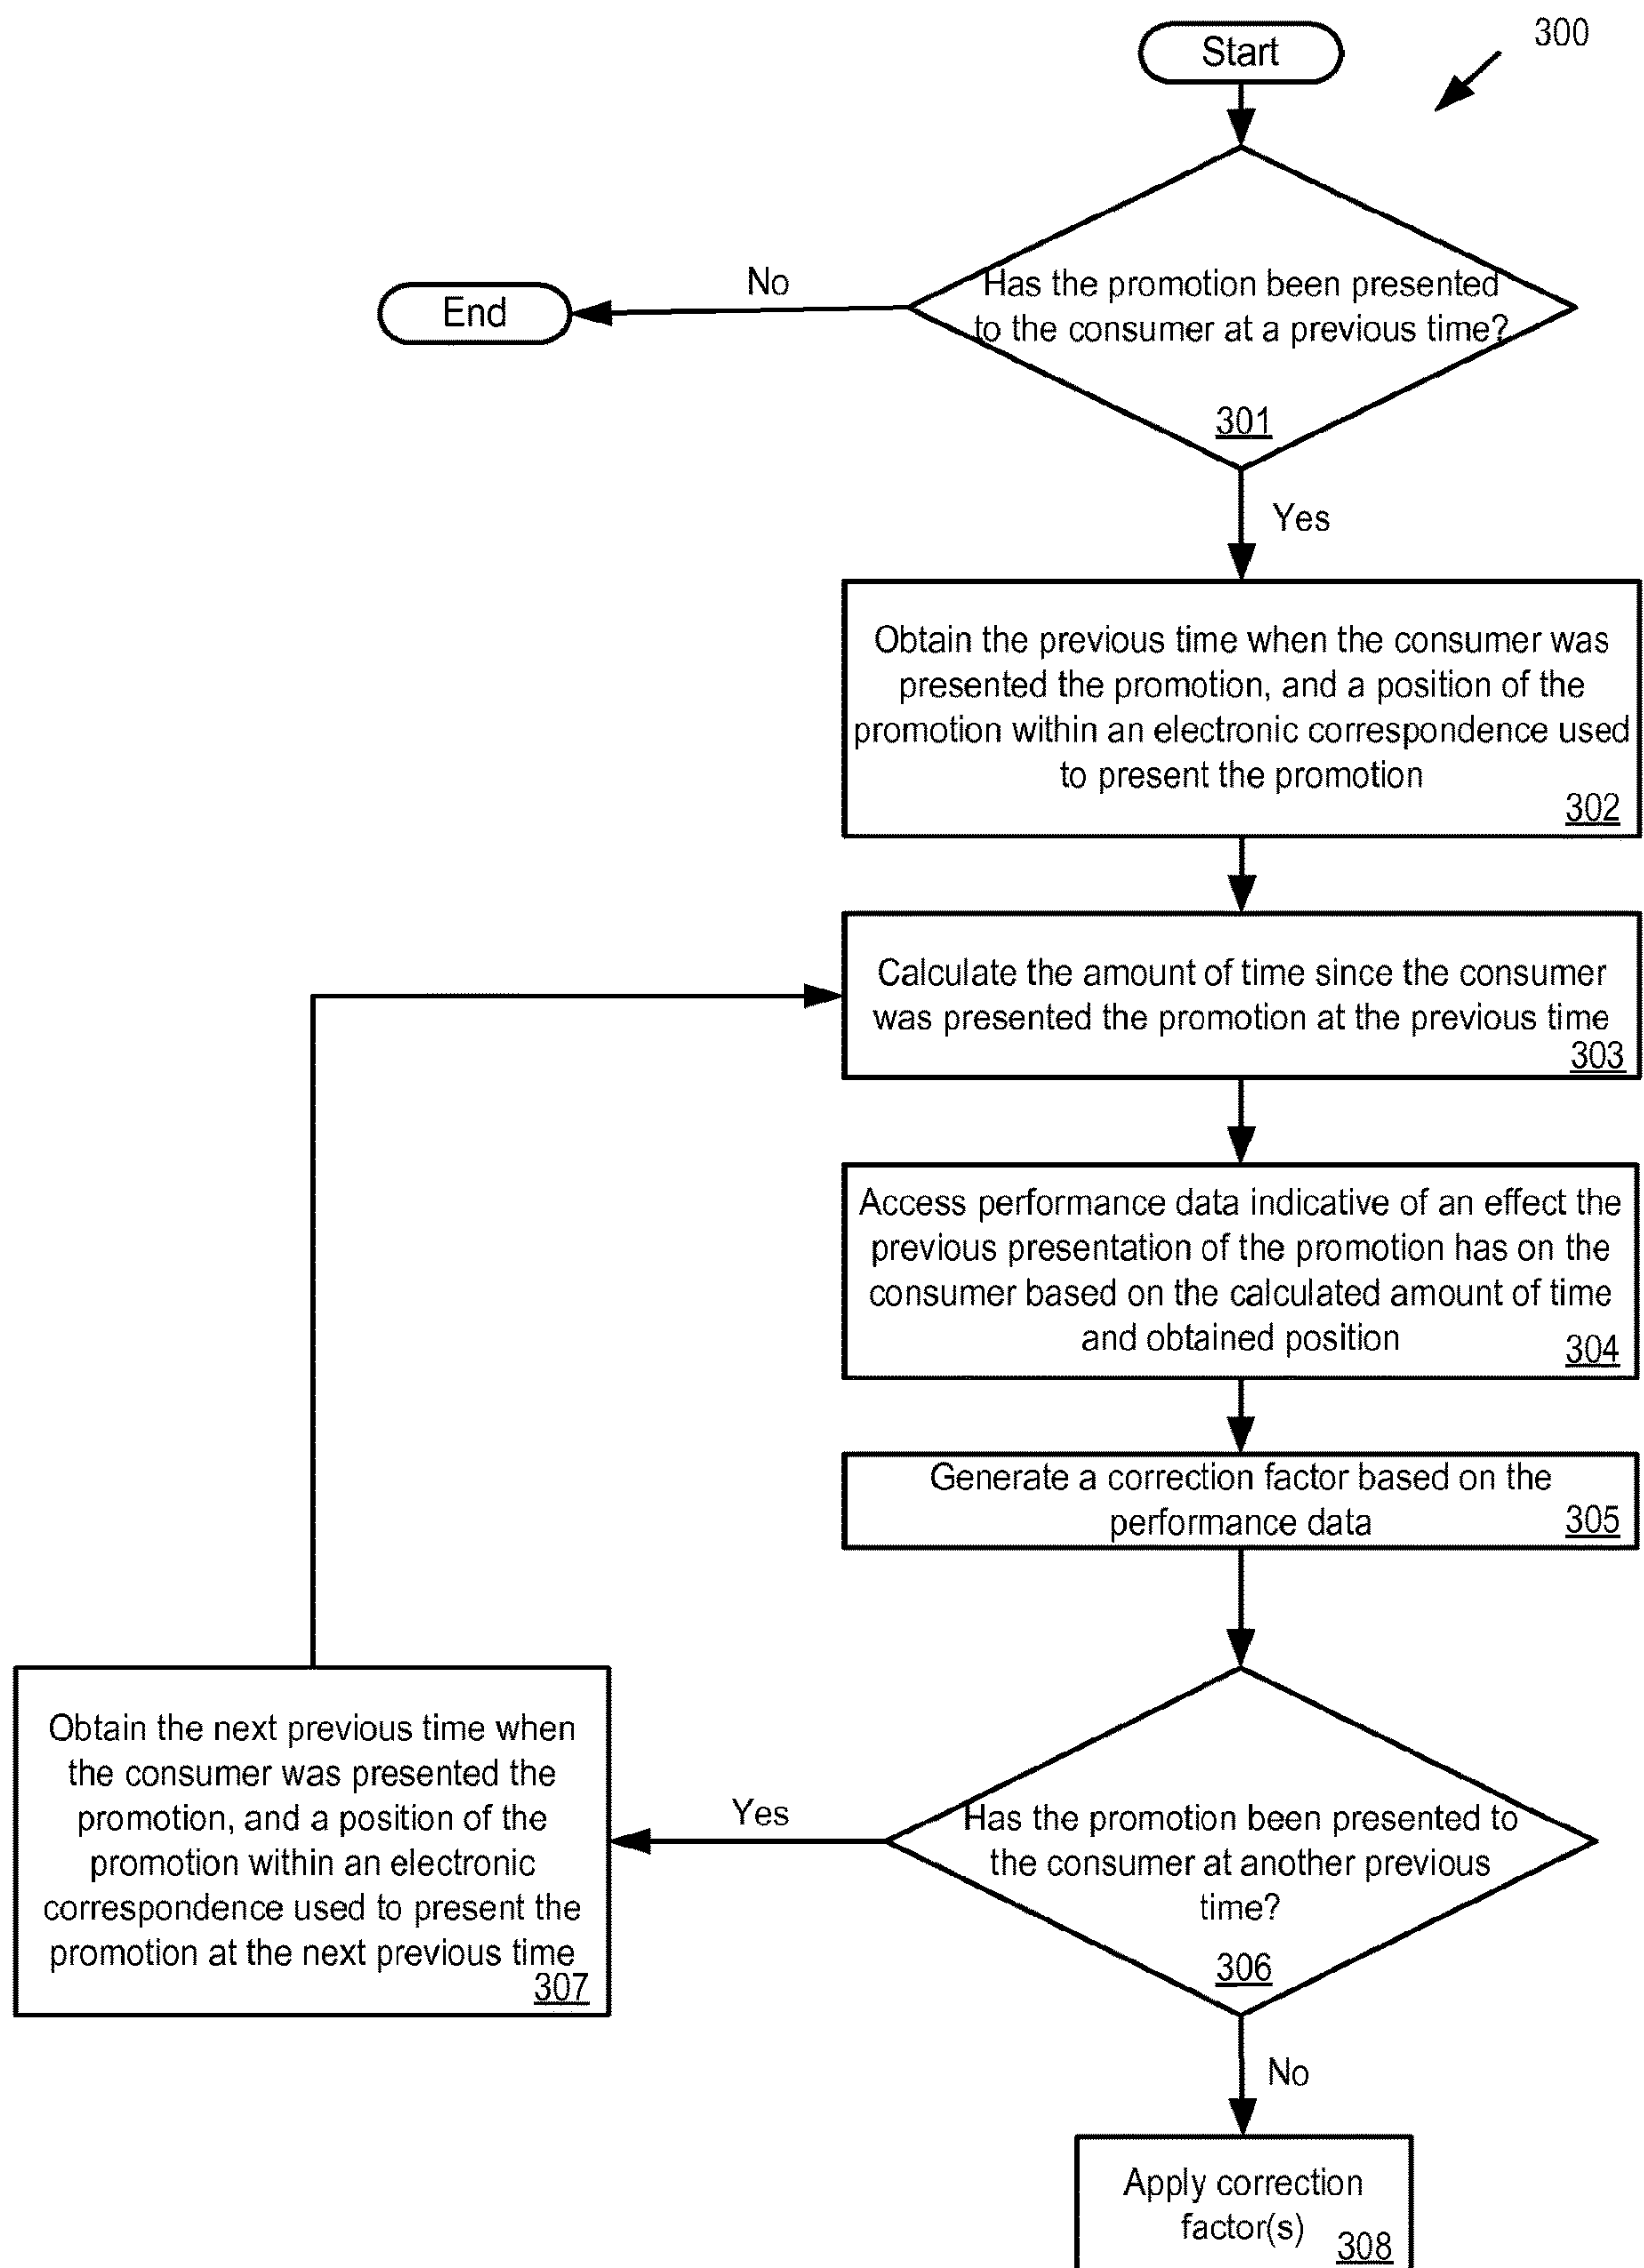 300
Start
Has the promotion been presented
to the consumer at a previous time?
301
No
End
Yes
Obtain the previous time when the consumer was
presented the promotion, and a position of the
promotion within an electronic correspondence used
to present the promotion
302
Calculate the amount of time since the consumer
was presented the promotion at the previous time
303
Access performance data indicative of an effect the
previous presentation of the promotion has on the
consumer based on the calculated amount of time
and obtained position
304
Generate a correction factor based on the
performance data
305
Has the promotion been presented to
the consumer at another previous
time?
306
Yes
Obtain the next previous time when
the consumer was presented the
promotion, and a position of the
promotion within an electronic
correspondence used to present the
promotion at the next previous time
307
No
Apply correction
factor(s)
308